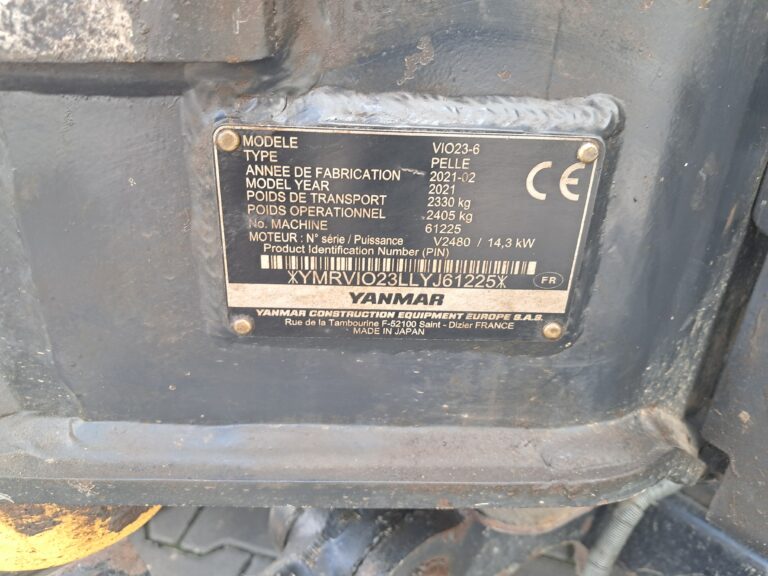 MODELE VIO23-6
TYPE PELLE
ANNEE DE FABRICATION 2021-02
MODEL YEAR 2021
POIDS DE TRANSPORT 2330 kg
POIDS OPERATIONNEL 2405 kg
No. MACHINE 61225
MOTEUR : N° série / Puissance V2480 / 14,3 kW
Product Identification Number (PIN)
*YMRVIO23LLYJ61225*
FR
CE
YANMAR
YANMAR CONSTRUCTION EQUIPMENT EUROPE S.A.S.
Rue de la Tambourine F-52100 Saint - Dizier FRANCE
MADE IN JAPAN